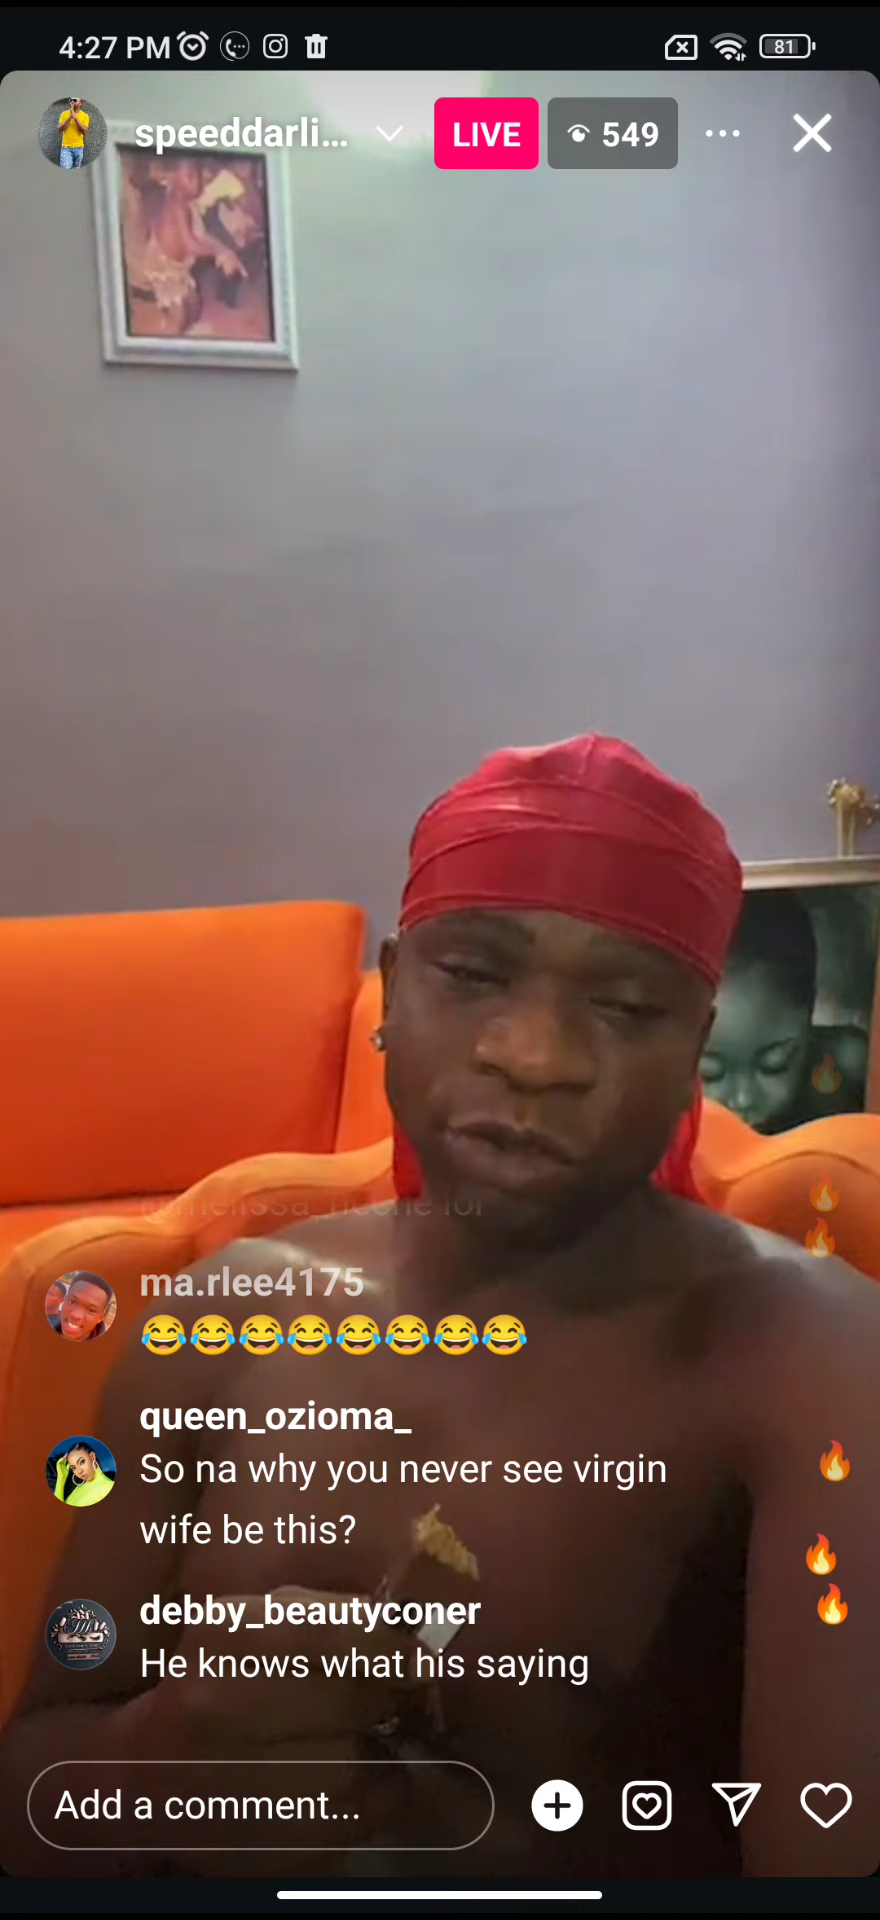 4:27 PM
81
speeddarli...
LIVE
549
ma.rlee4175
😂😂😂😂😂😂😂😂
queen_ozioma_
So na why you never see virgin
wife be this?
debby_beautyconer
He knows what his saying
Add a comment...